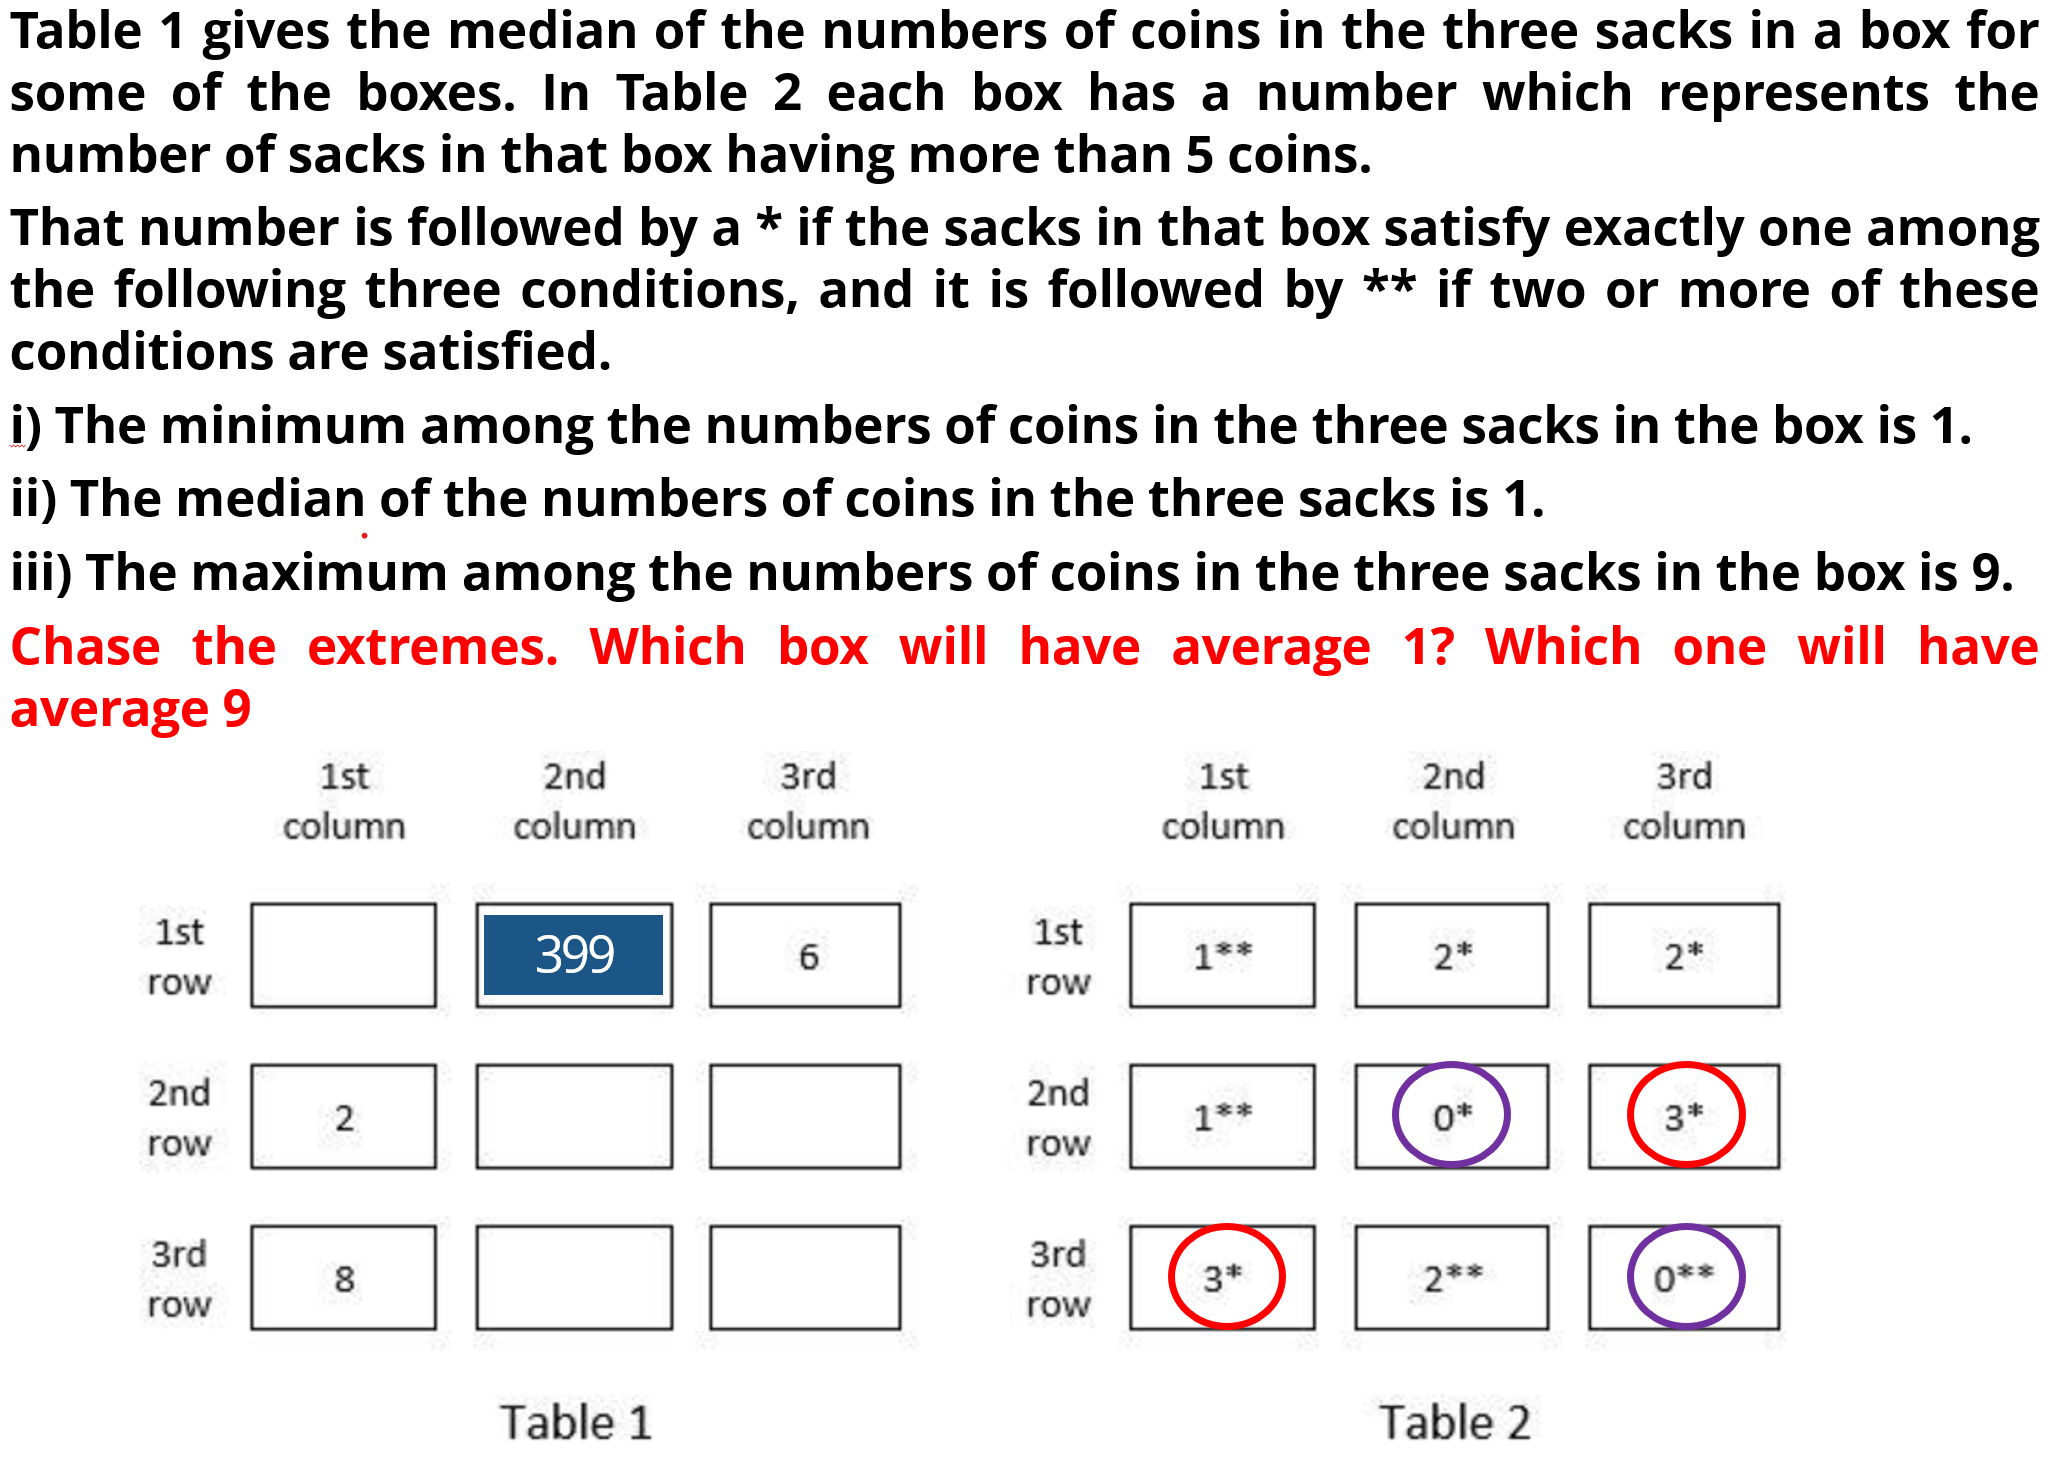 Table 1 gives the median of the numbers of coins in the three sacks in a box for
some of the boxes. In Table 2 each box has a number which represents the
number of sacks in that box having more than 5 coins.
That number is followed by a * if the sacks in that box satisfy exactly one among
the following three conditions, and it is followed by ** if two or more of these
conditions are satisfied.
i) The minimum among the numbers of coins in the three sacks in the box is 1.
ii) The median of the numbers of coins in the three sacks is 1.
iii) The maximum among the numbers of coins in the three sacks in the box is 9.
Chase the extremes. Which box will have average 1? Which one will have
average 9
1st column 2nd column 3rd column
1st row 399 6
2nd row 2
3rd row 8
Table 1
1st column 2nd column 3rd column
1st row 1** 2* 2*
2nd row 1** 0* 3*
3rd row 3* 2** 0**
Table 2